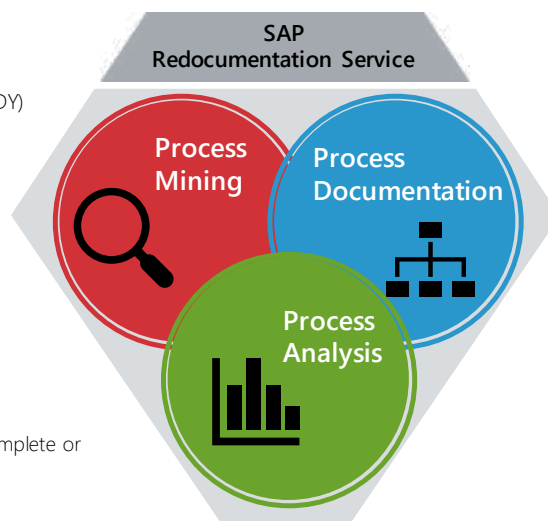 SAP
Redocumentation Service
DY)
Process
Mining
Process
Documentation
Process
Analysis
mplete or